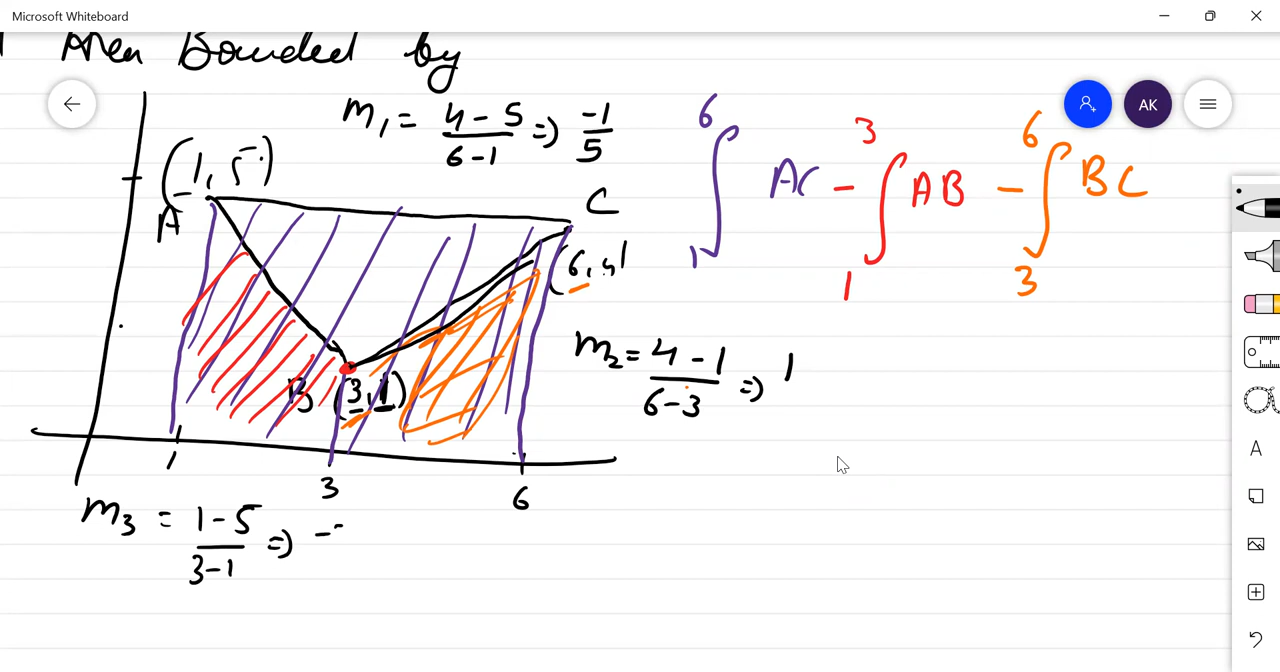 Microsoft Whiteboard
Area Bounded by
m₁ = 4 - 5 / 6 - 1 => -1 / 5
AK
(1, 5)
A
C
(6, 4)
6 ∫ 1 AC - 3 ∫ 1 AB - 6 ∫ 3 BC
m₂ = 4 - 1 / 6 - 3 => 1
B (3, 1)
1
3
6
m₃ = 1 - 5 / 3 - 1 => -
A